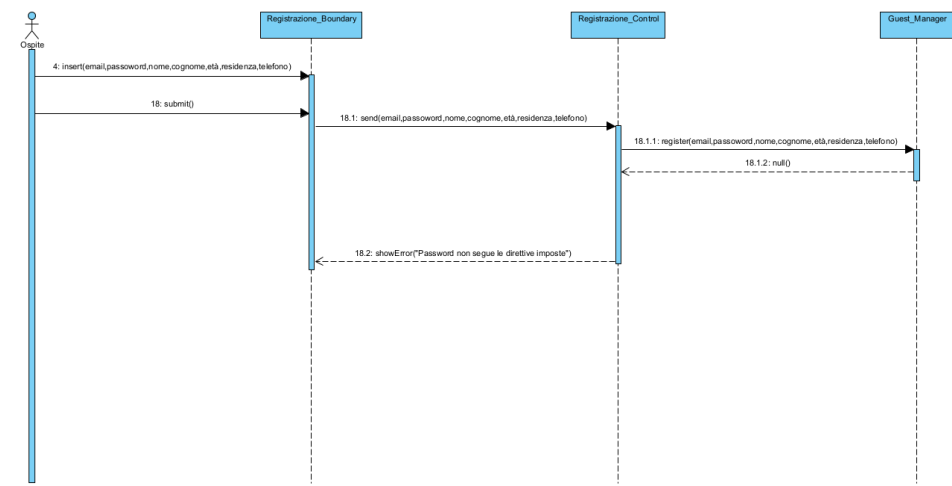 Ospite
Registrazione_Boundary
Registrazione_Control
Guest_Manager
4: insert(email,passoword,nome,cognome,età,residenza,telefono)
18: submit()
18.1: send(email,passoword,nome,cognome,età,residenza,telefono)
18.1.1: register(email,passoword,nome,cognome,età,residenza,telefono)
18.1.2: null()
18.2: showError("Password non segue le direttive imposte")